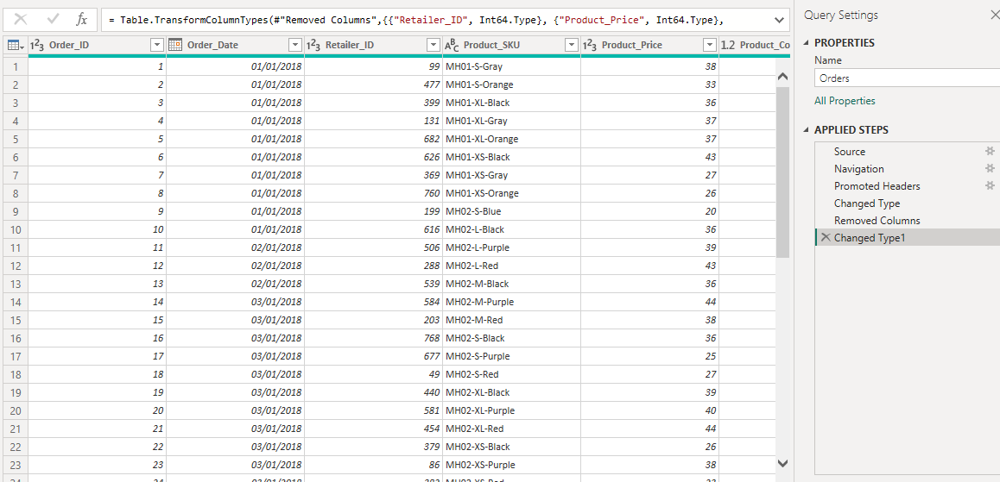 = Table.TransformColumnTypes(#"Removed Columns",{{"Retailer_ID", Int64.Type}, {"Product_Price", Int64.Type},
Query Settings
1²3 Order_ID Order_Date 1²3 Retailer_ID ABC Product_SKU 1²3 Product_Price 1.2 Product_Co
1 1 01/01/2018 99 MH01-S-Gray 38
2 2 01/01/2018 477 MH01-S-Orange 33
3 3 01/01/2018 399 MH01-XL-Black 36
4 4 01/01/2018 131 MH01-XL-Gray 37
5 5 01/01/2018 682 MH01-XL-Orange 37
6 6 01/01/2018 626 MH01-XS-Black 43
7 7 01/01/2018 369 MH01-XS-Gray 27
8 8 01/01/2018 760 MH01-XS-Orange 26
9 9 01/01/2018 199 MH02-S-Blue 20
10 10 01/01/2018 616 MH02-L-Black 36
11 11 02/01/2018 506 MH02-L-Purple 39
12 12 02/01/2018 288 MH02-L-Red 43
13 13 02/01/2018 539 MH02-M-Black 36
14 14 03/01/2018 584 MH02-M-Purple 44
15 15 03/01/2018 203 MH02-M-Red 38
16 16 03/01/2018 768 MH02-S-Black 36
17 17 03/01/2018 677 MH02-S-Purple 25
18 18 03/01/2018 49 MH02-S-Red 27
19 19 03/01/2018 440 MH02-XL-Black 39
20 20 03/01/2018 581 MH02-XL-Purple 40
21 21 03/01/2018 454 MH02-XL-Red 44
22 22 03/01/2018 379 MH02-XS-Black 26
23 23 03/01/2018 86 MH02-XS-Purple 38
PROPERTIES
Name
Orders
All Properties
APPLIED STEPS
Source
Navigation
Promoted Headers
Changed Type
Removed Columns
Changed Type1